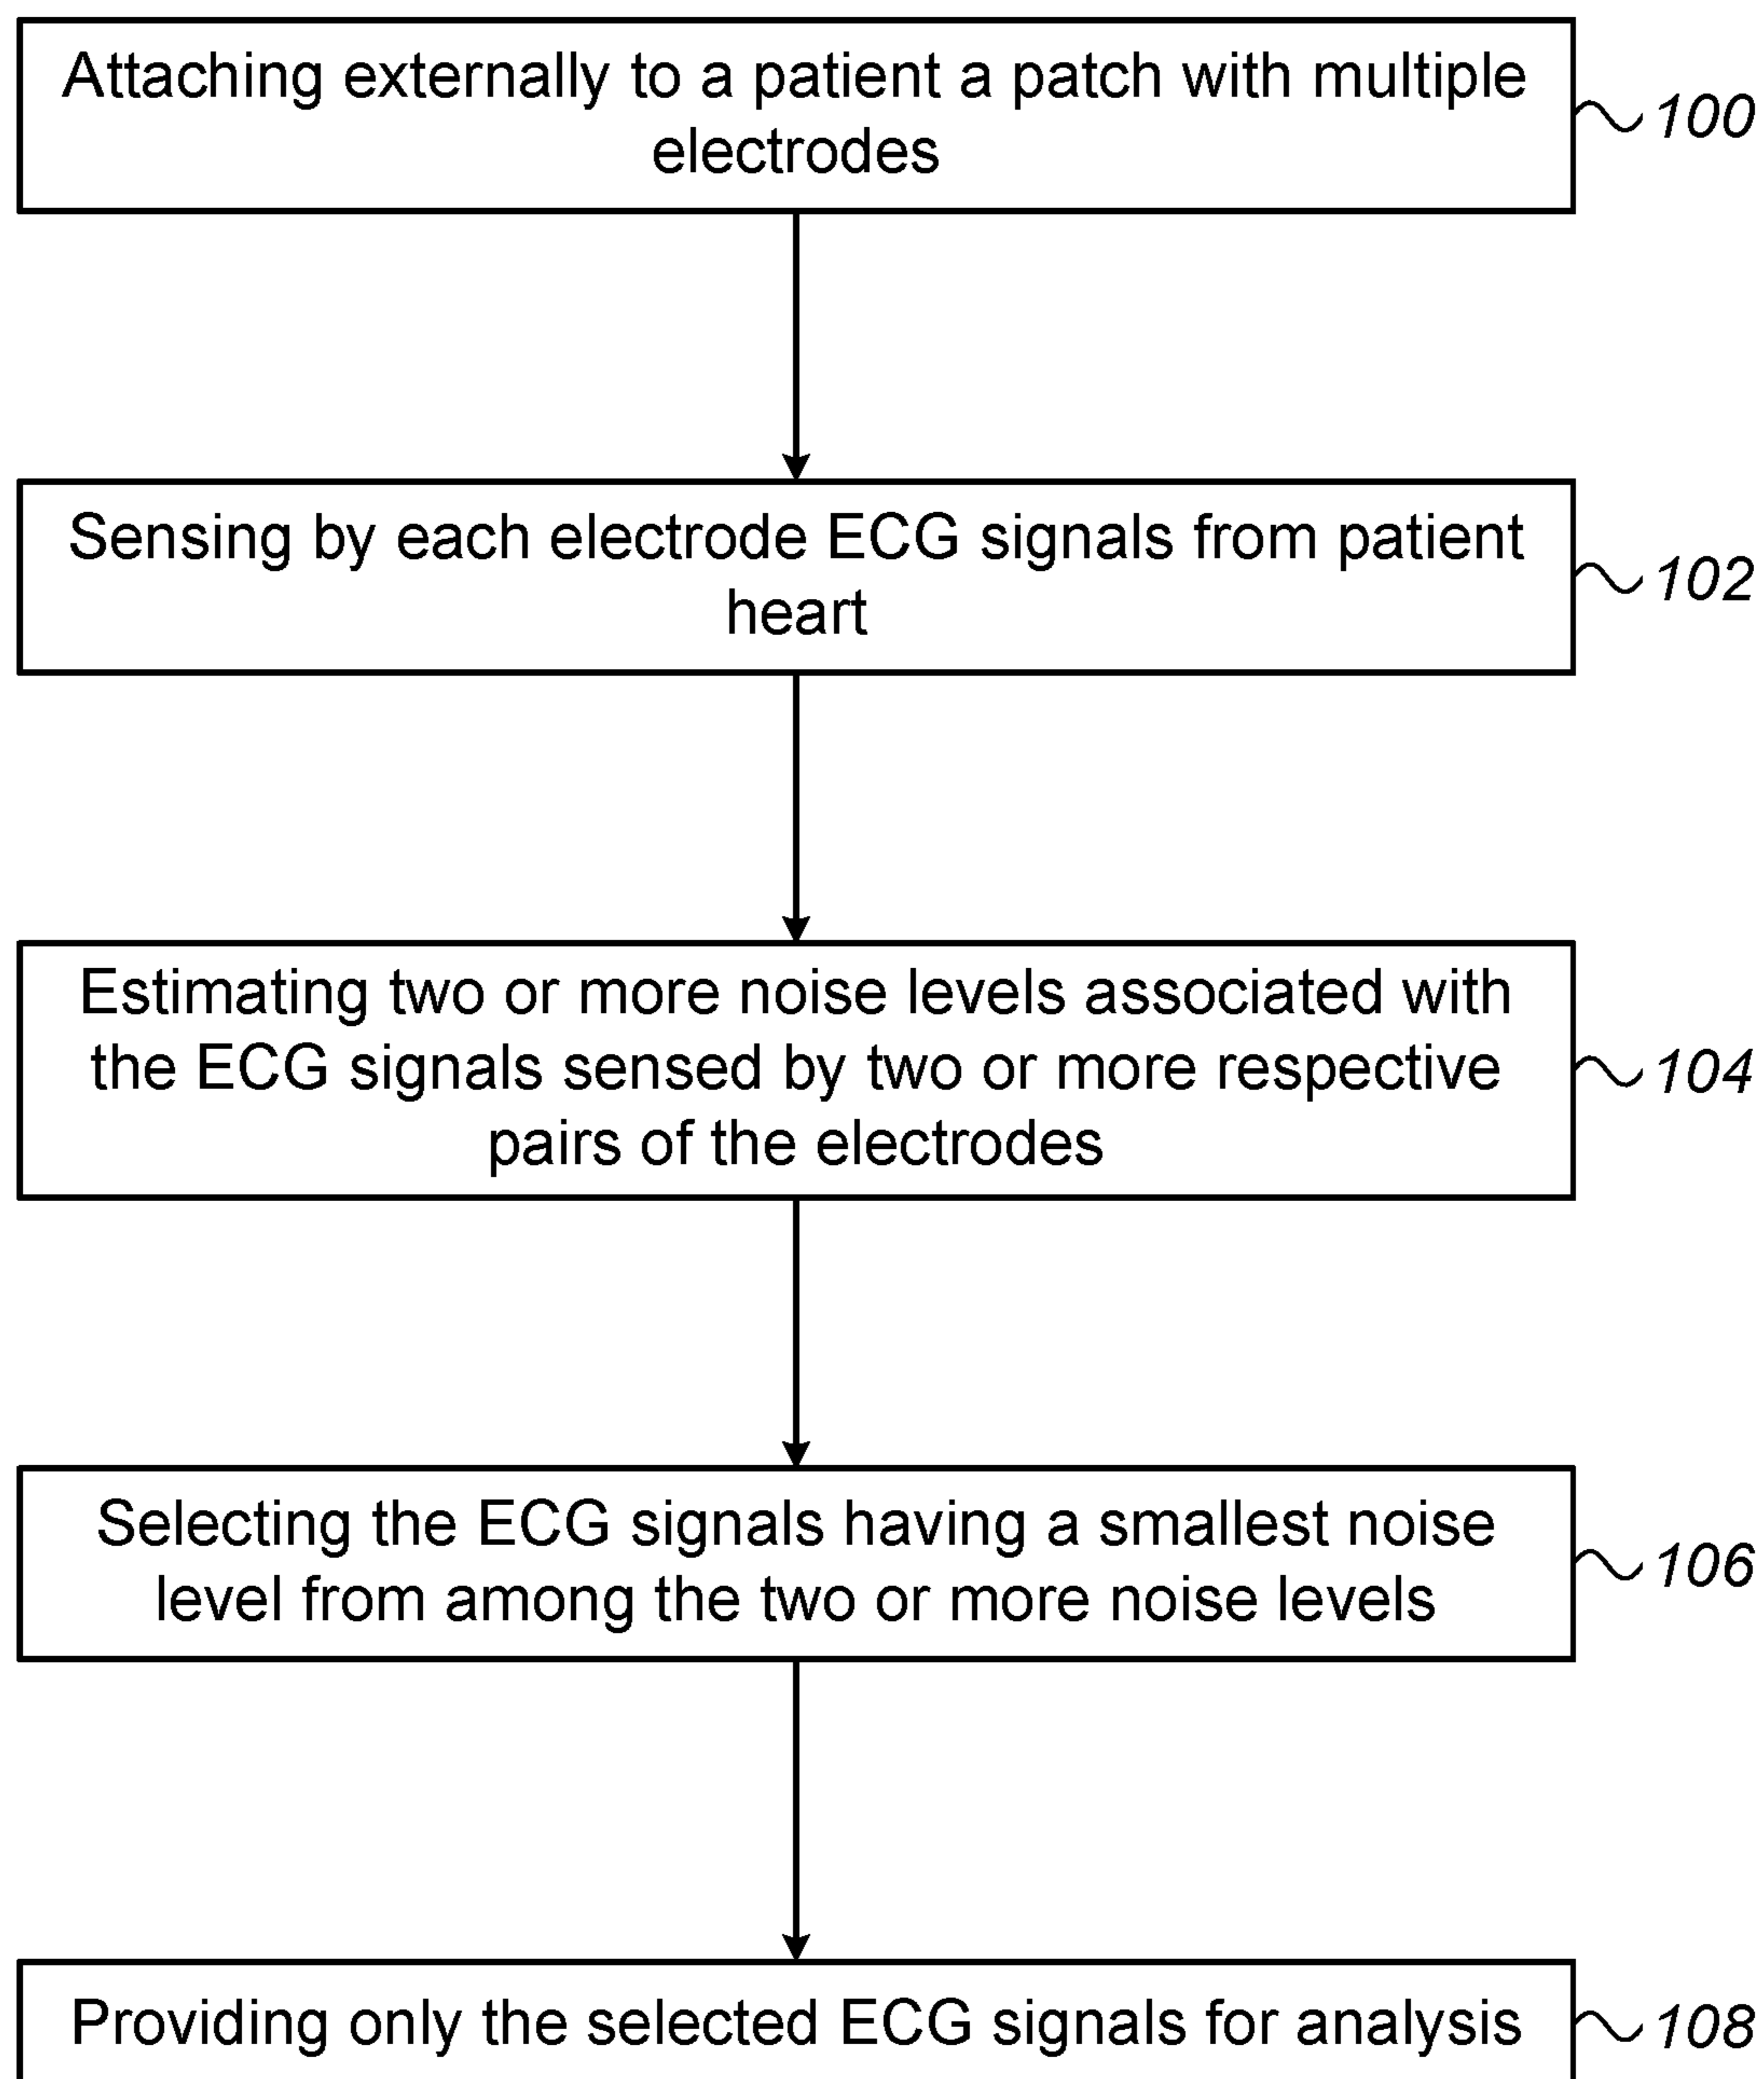 Attaching externally to a patient a patch with multiple
electrodes
100
Sensing by each electrode ECG signals from patient
heart
102
Estimating two or more noise levels associated with
the ECG signals sensed by two or more respective
pairs of the electrodes
104
Selecting the ECG signals having a smallest noise
level from among the two or more noise levels
106
Providing only the selected ECG signals for analysis
108